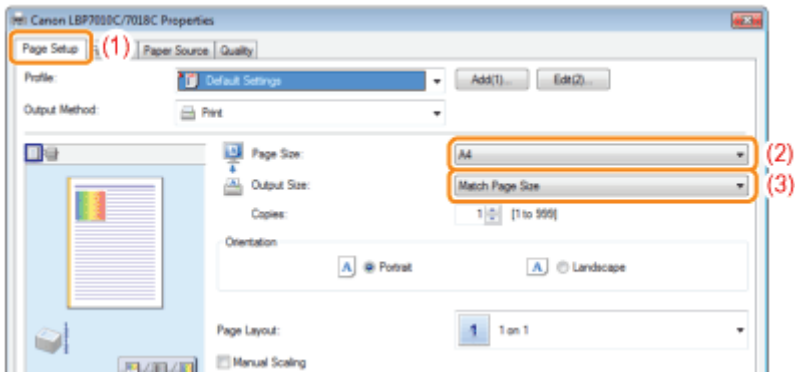 Canon LBP7010C/7018C Properties
Page Setup (1) Paper Source Quality
Profile: Default Settings Add(1)... Edit(2)...
Output Method: Print
Page Size: A4 (2)
Output Size: Match Page Size (3)
Copies: 1 [1 to 999]
Orientation
A Portrait A Landscape
Page Layout: 1 1 on 1
Manual Scaling